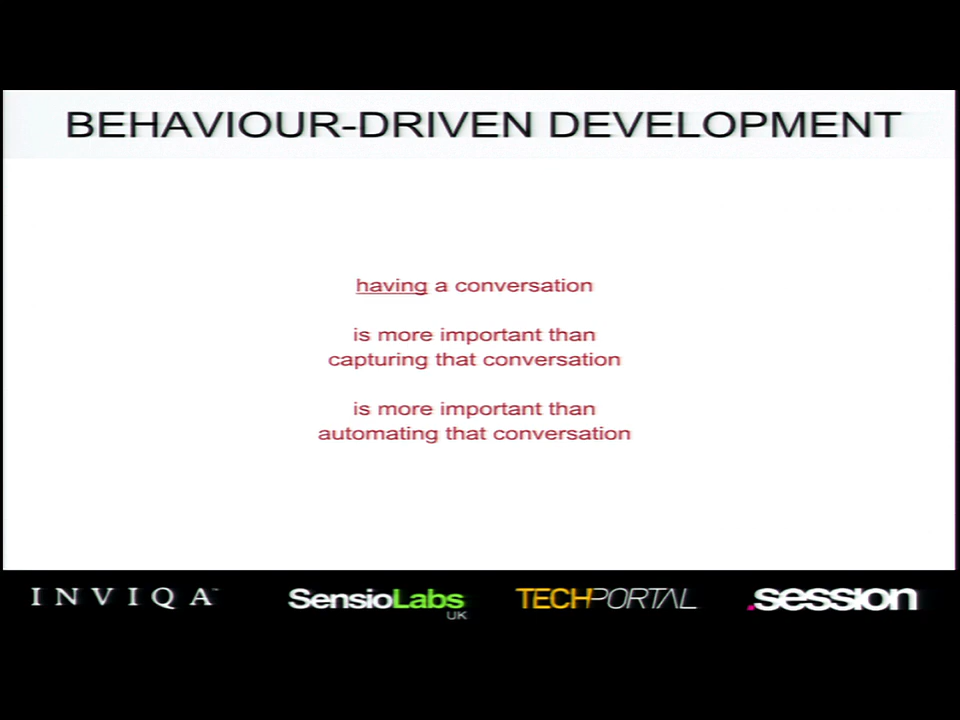 BEHAVIOUR-DRIVEN DEVELOPMENT
having a conversation
is more important than
capturing that conversation
is more important than
automating that conversation
INVIQA™
SensioLabs
UK
TECHPORTAL
.session